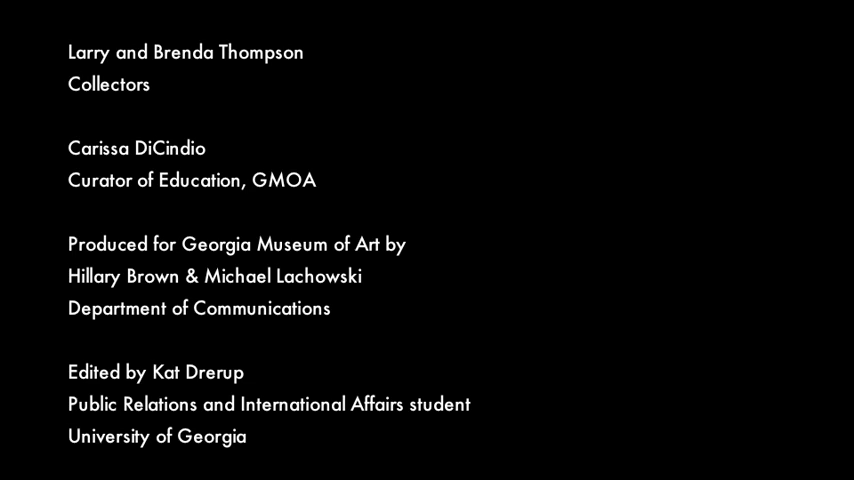 Larry and Brenda Thompson
Collectors
Carissa DiCindio
Curator of Education, GMOA
Produced for Georgia Museum of Art by
Hillary Brown & Michael Lachowski
Department of Communications
Edited by Kat Drerup
Public Relations and International Affairs student
University of Georgia